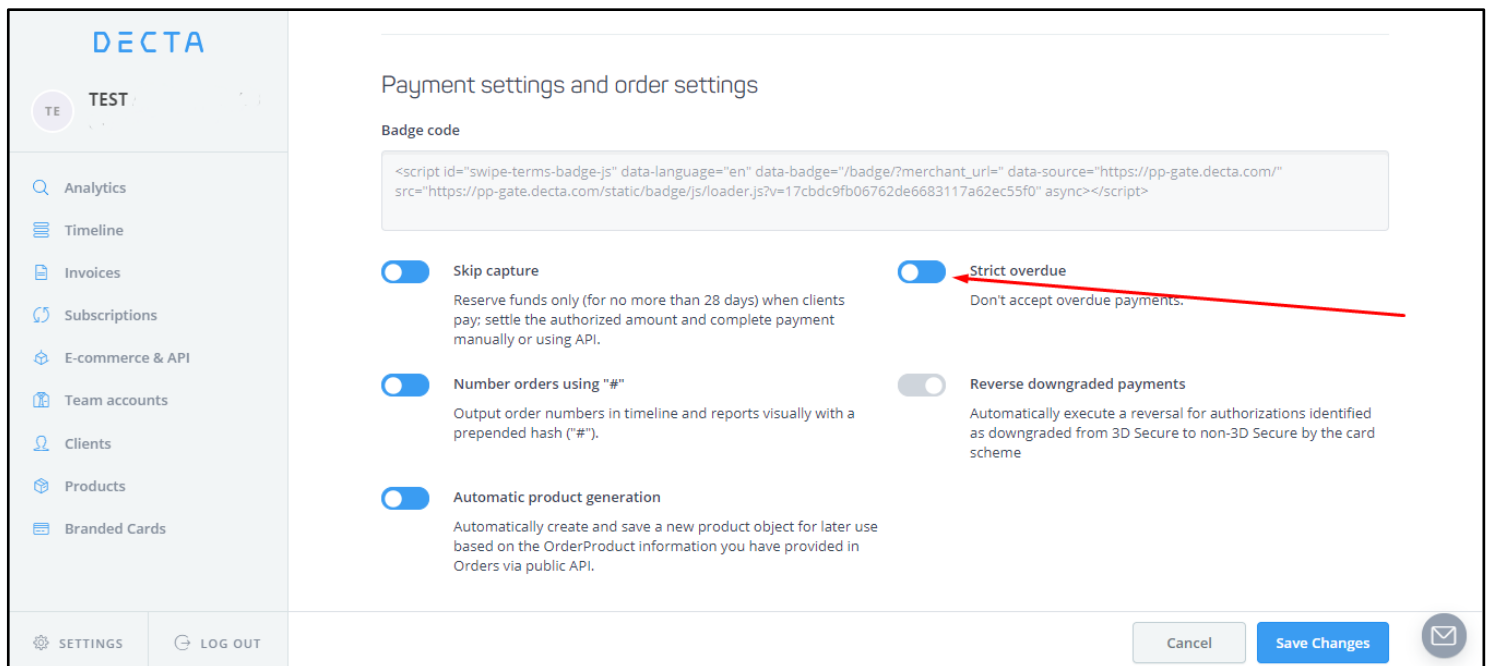 DECTA
TE
TEST
Analytics
Timeline
Invoices
Subscriptions
E-commerce & API
Team accounts
Clients
Products
Branded Cards
SETTINGS
LOG OUT
Payment settings and order settings
Badge code
<script id="swipe-terms-badge-js" data-language="en" data-badge="/badge/?merchant_url=" data-source="https://pp-gate.decta.com/"
src="https://pp-gate.decta.com/static/badge/js/loader.js?v=17cbdc9fb06762de6683117a62ec55f0" async></script>
Skip capture
Reserve funds only (for no more than 28 days) when clients
pay; settle the authorized amount and complete payment
manually or using API.
Strict overdue
Don't accept overdue payments.
Number orders using "#"
Output order numbers in timeline and reports visually with a
prepended hash ("#").
Reverse downgraded payments
Automatically execute a reversal for authorizations identified
as downgraded from 3D Secure to non-3D Secure by the card
scheme
Automatic product generation
Automatically create and save a new product object for later use
based on the OrderProduct information you have provided in
Orders via public API.
Cancel
Save Changes